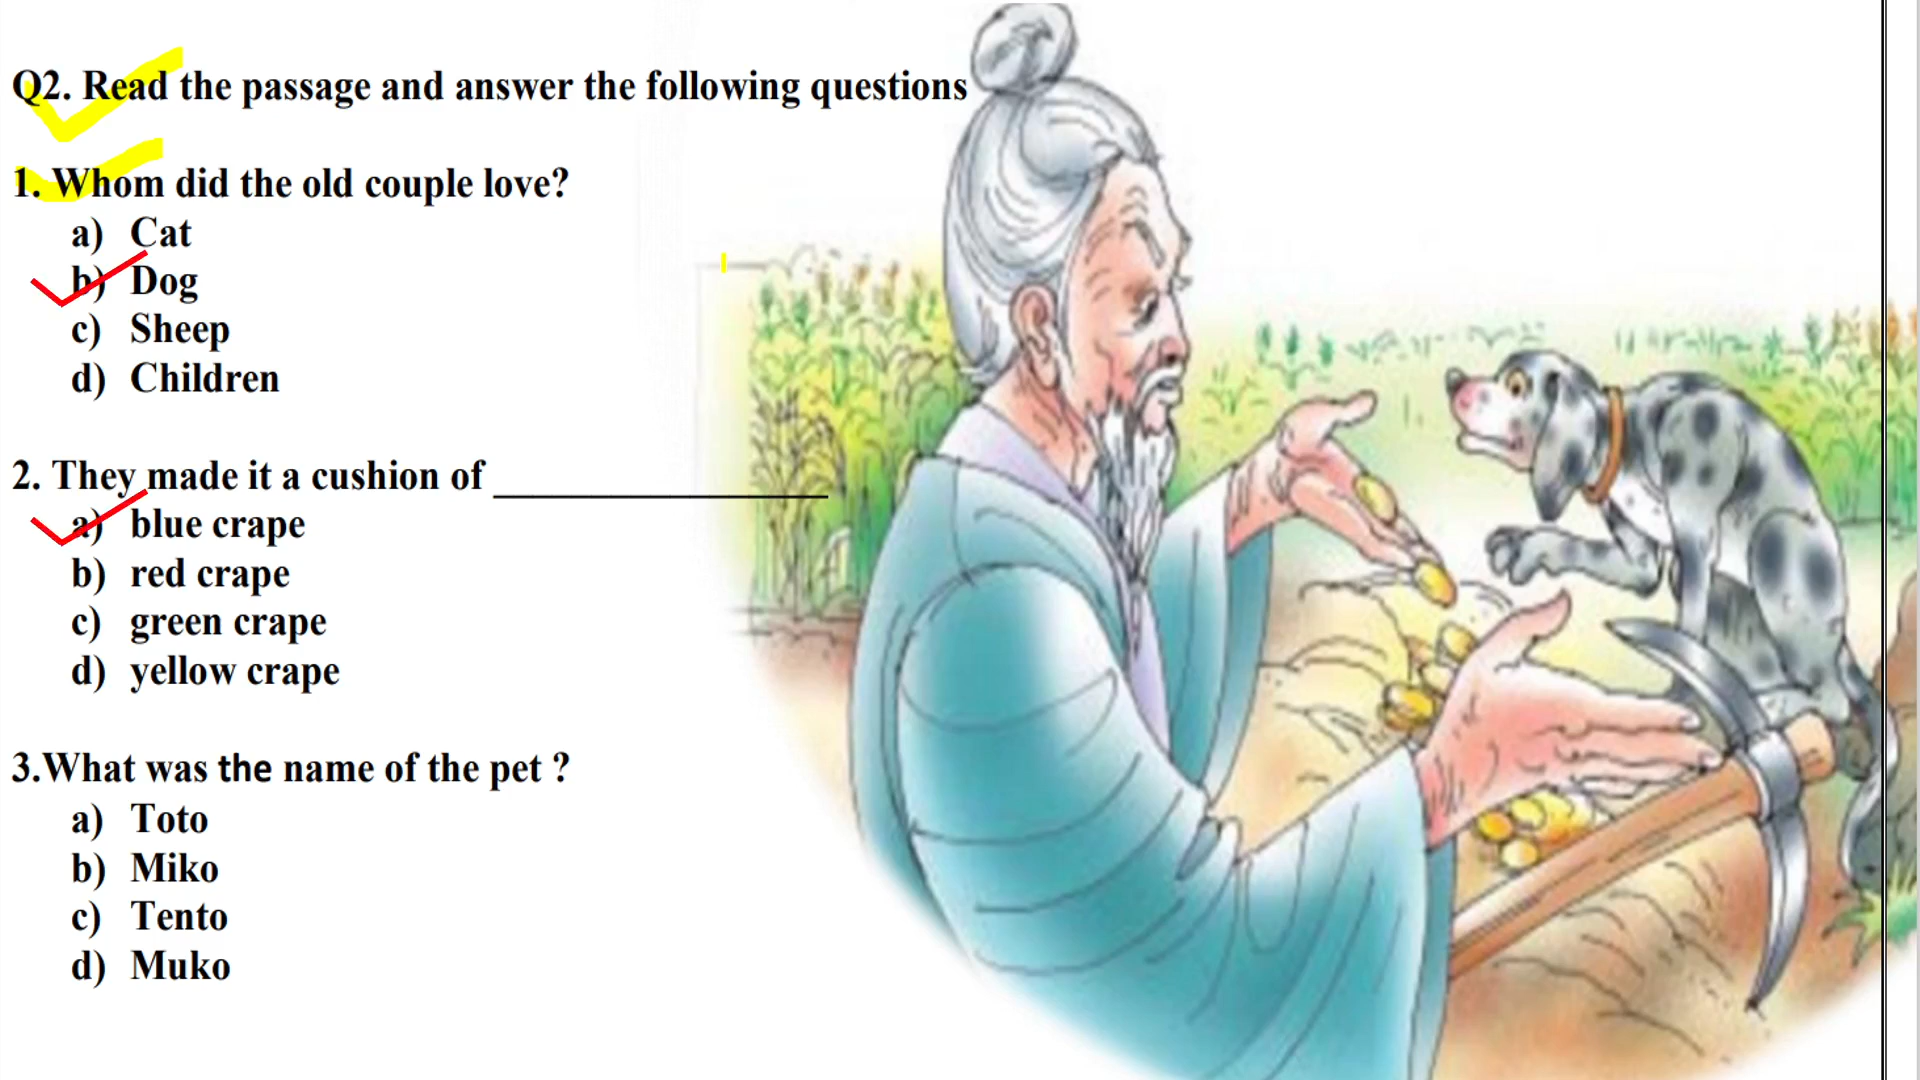 Q2. Read the passage and answer the following questions
1. Whom did the old couple love?
a) Cat
b) Dog
c) Sheep
d) Children
2. They made it a cushion of ________________
a) blue crape
b) red crape
c) green crape
d) yellow crape
3.What was the name of the pet ?
a) Toto
b) Miko
c) Tento
d) Muko